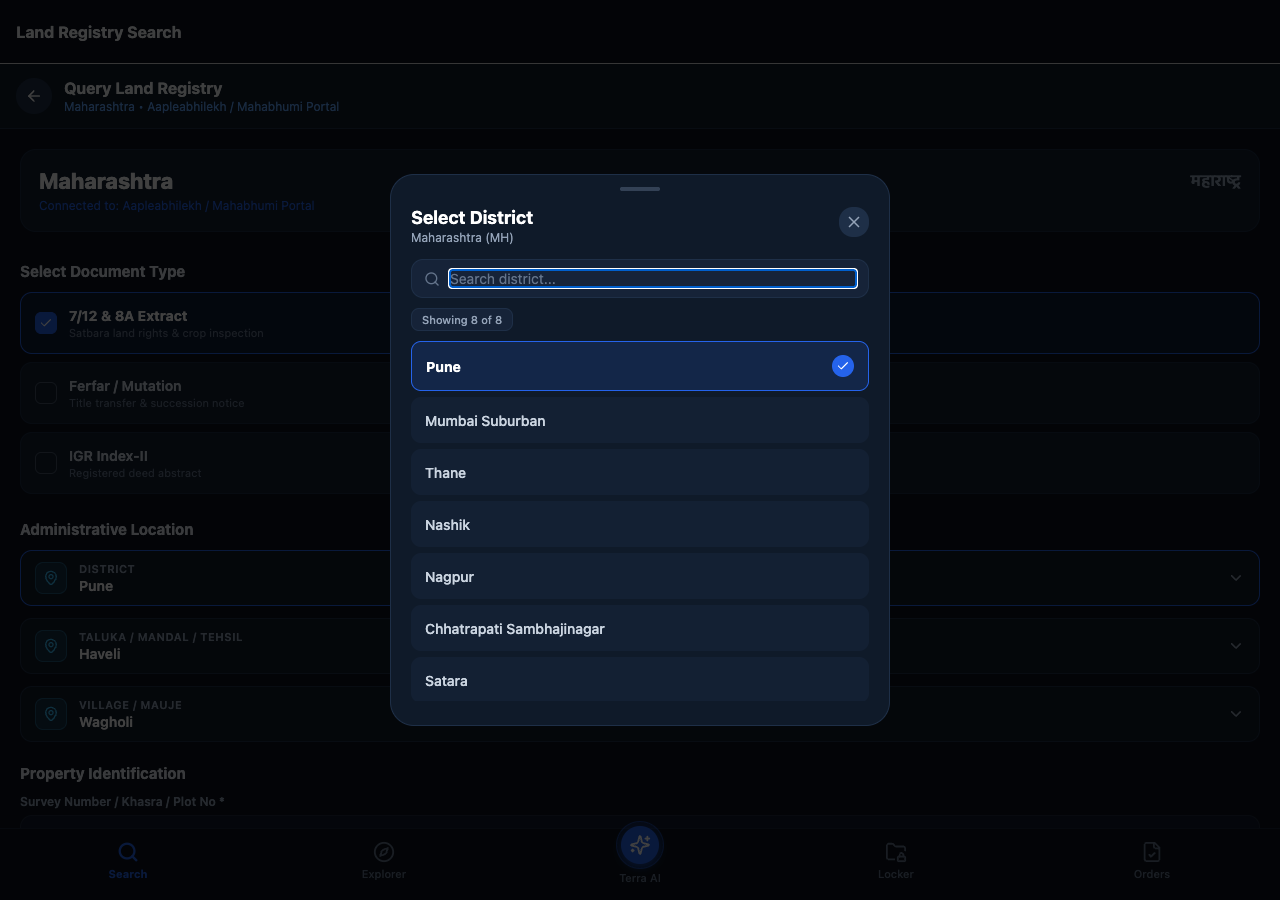 Land Registry Search
Query Land Registry
Maharashtra • Aapleabhilekh / Mahabhumi Portal
Maharashtra
महाराष्ट्र
Connected to: Aapleabhilekh / Mahabhumi Portal
Select Document Type
7/12 & 8A Extract
Satbara land rights & crop inspection
Ferfar / Mutation
Title transfer & succession notice
IGR Index-II
Registered deed abstract
Administrative Location
DISTRICT
Pune
TALUKA / MANDAL / TEHSIL
Haveli
VILLAGE / MAUJE
Wagholi
Property Identification
Survey Number / Khasra / Plot No *
Select District
Maharashtra (MH)
Search district...
Showing 8 of 8
Pune
Mumbai Suburban
Thane
Nashik
Nagpur
Chhatrapati Sambhajinagar
Satara
Search
Explorer
Terra AI
Locker
Orders